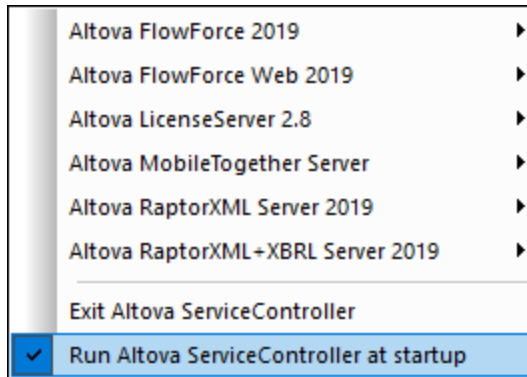 Altova FlowForce 2019
Altova FlowForce Web 2019
Altova LicenseServer 2.8
Altova MobileTogether Server
Altova RaptorXML Server 2019
Altova RaptorXML+XBRL Server 2019
Exit Altova ServiceController
Run Altova ServiceController at startup